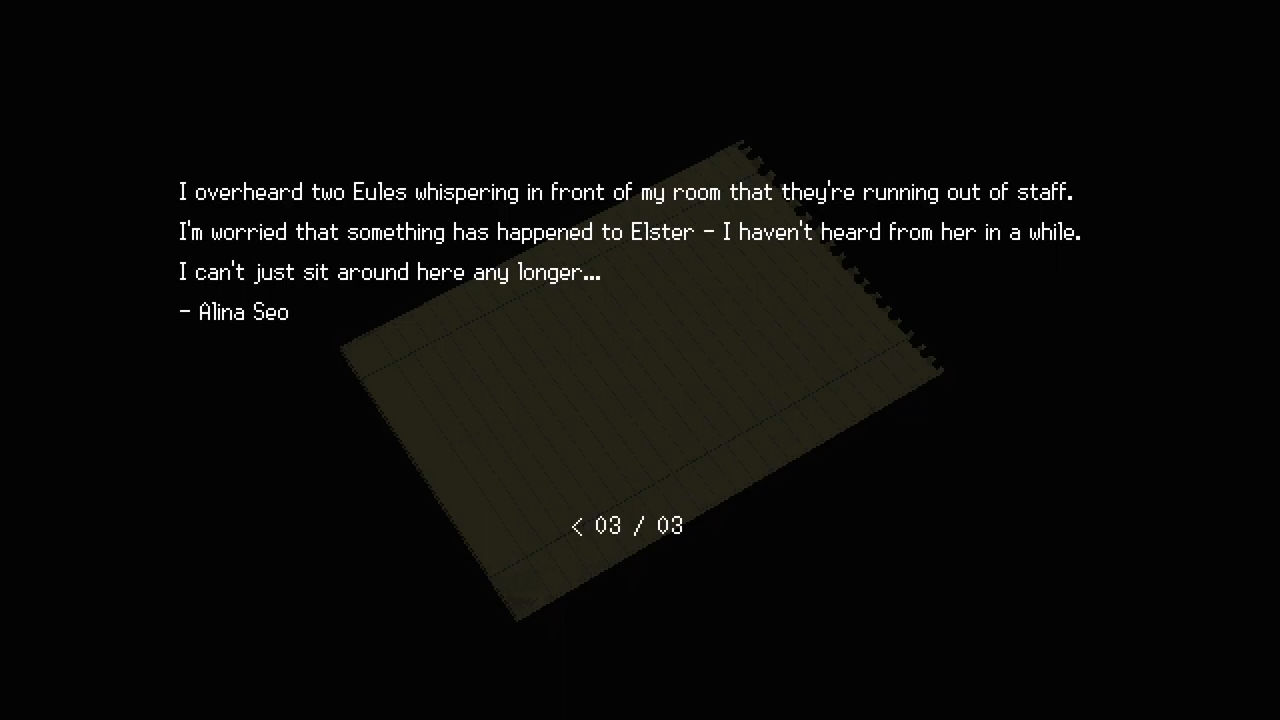 I overheard two Eules whispering in front of my room that they're running out of staff.
I'm worried that something has happened to Elster - I haven't heard from her in a while.
I can't just sit around here any longer...
- Alina Seo
< 03 / 03